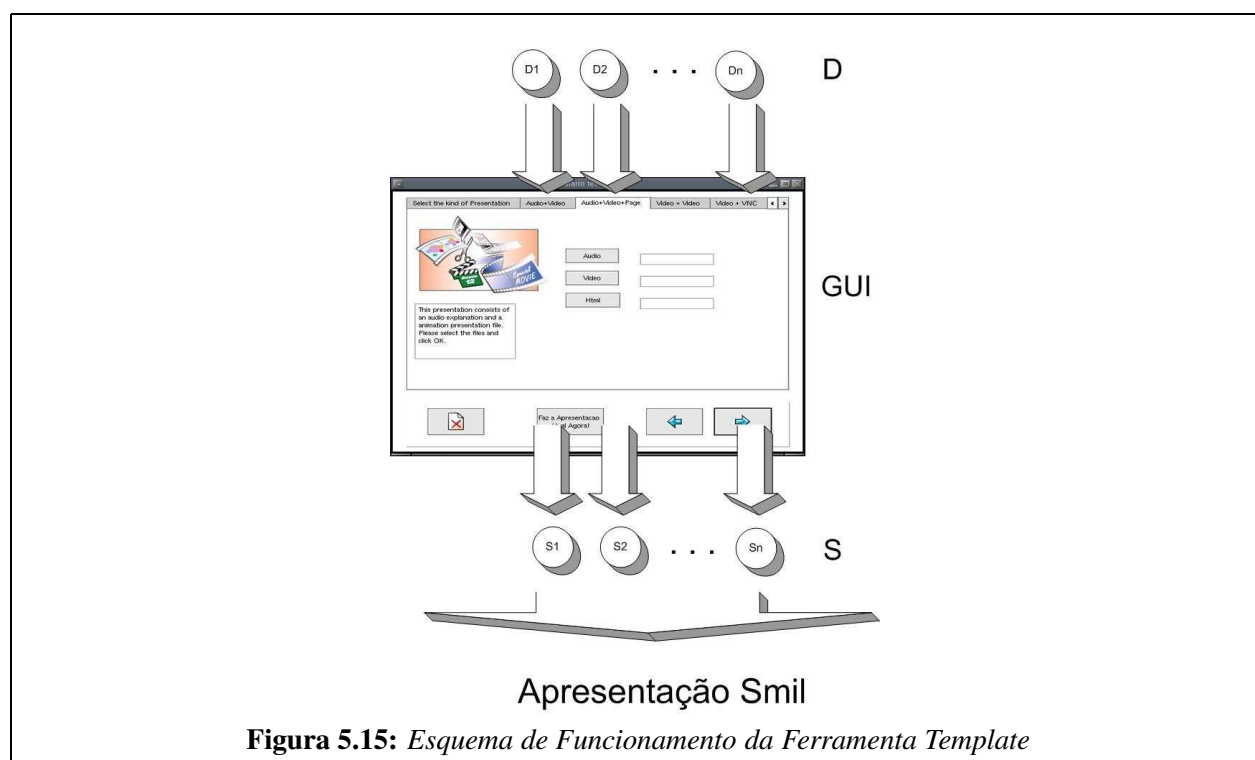 D1 D2 . . . Dn D
Select the kind of Presentation Audio+Video Audio+Video+Page Video + Video Video + VNC
Audio
Video
Html
GUI
This presentation consists of
an audio explanation and a
animation presentation file.
Please select the files and
click OK.
Faz a Apresentacao
Agora!
S1 S2 . . . Sn S
Apresentação Smil
Figura 5.15: Esquema de Funcionamento da Ferramenta Template